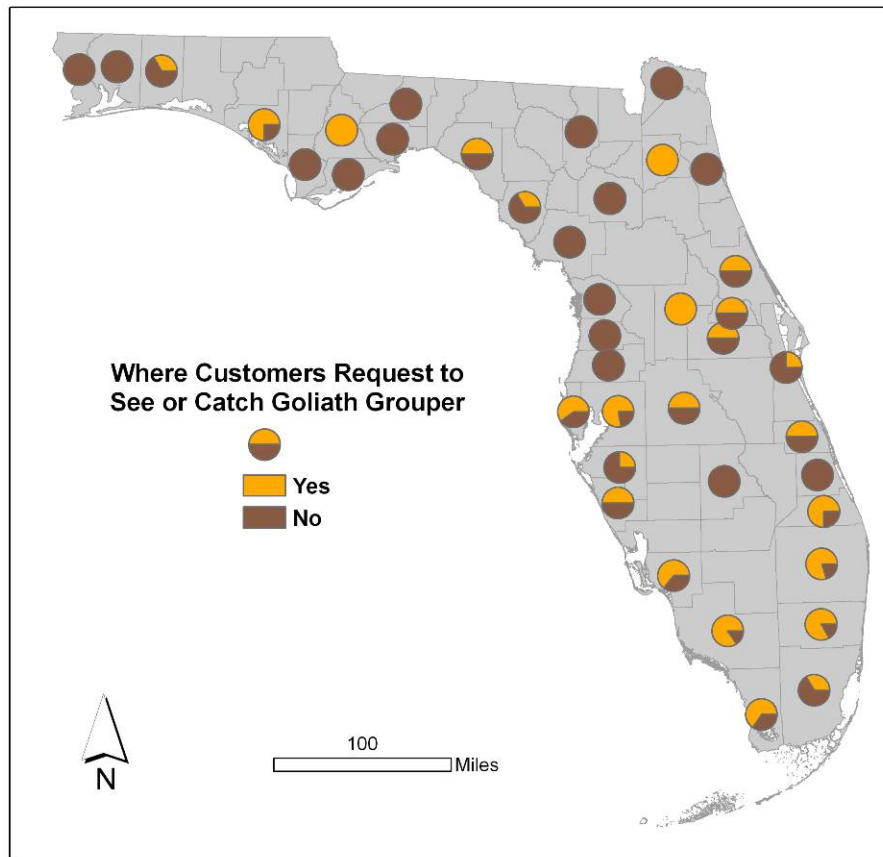 Where Customers Request to
See or Catch Goliath Grouper
Yes
No
N
100
Miles